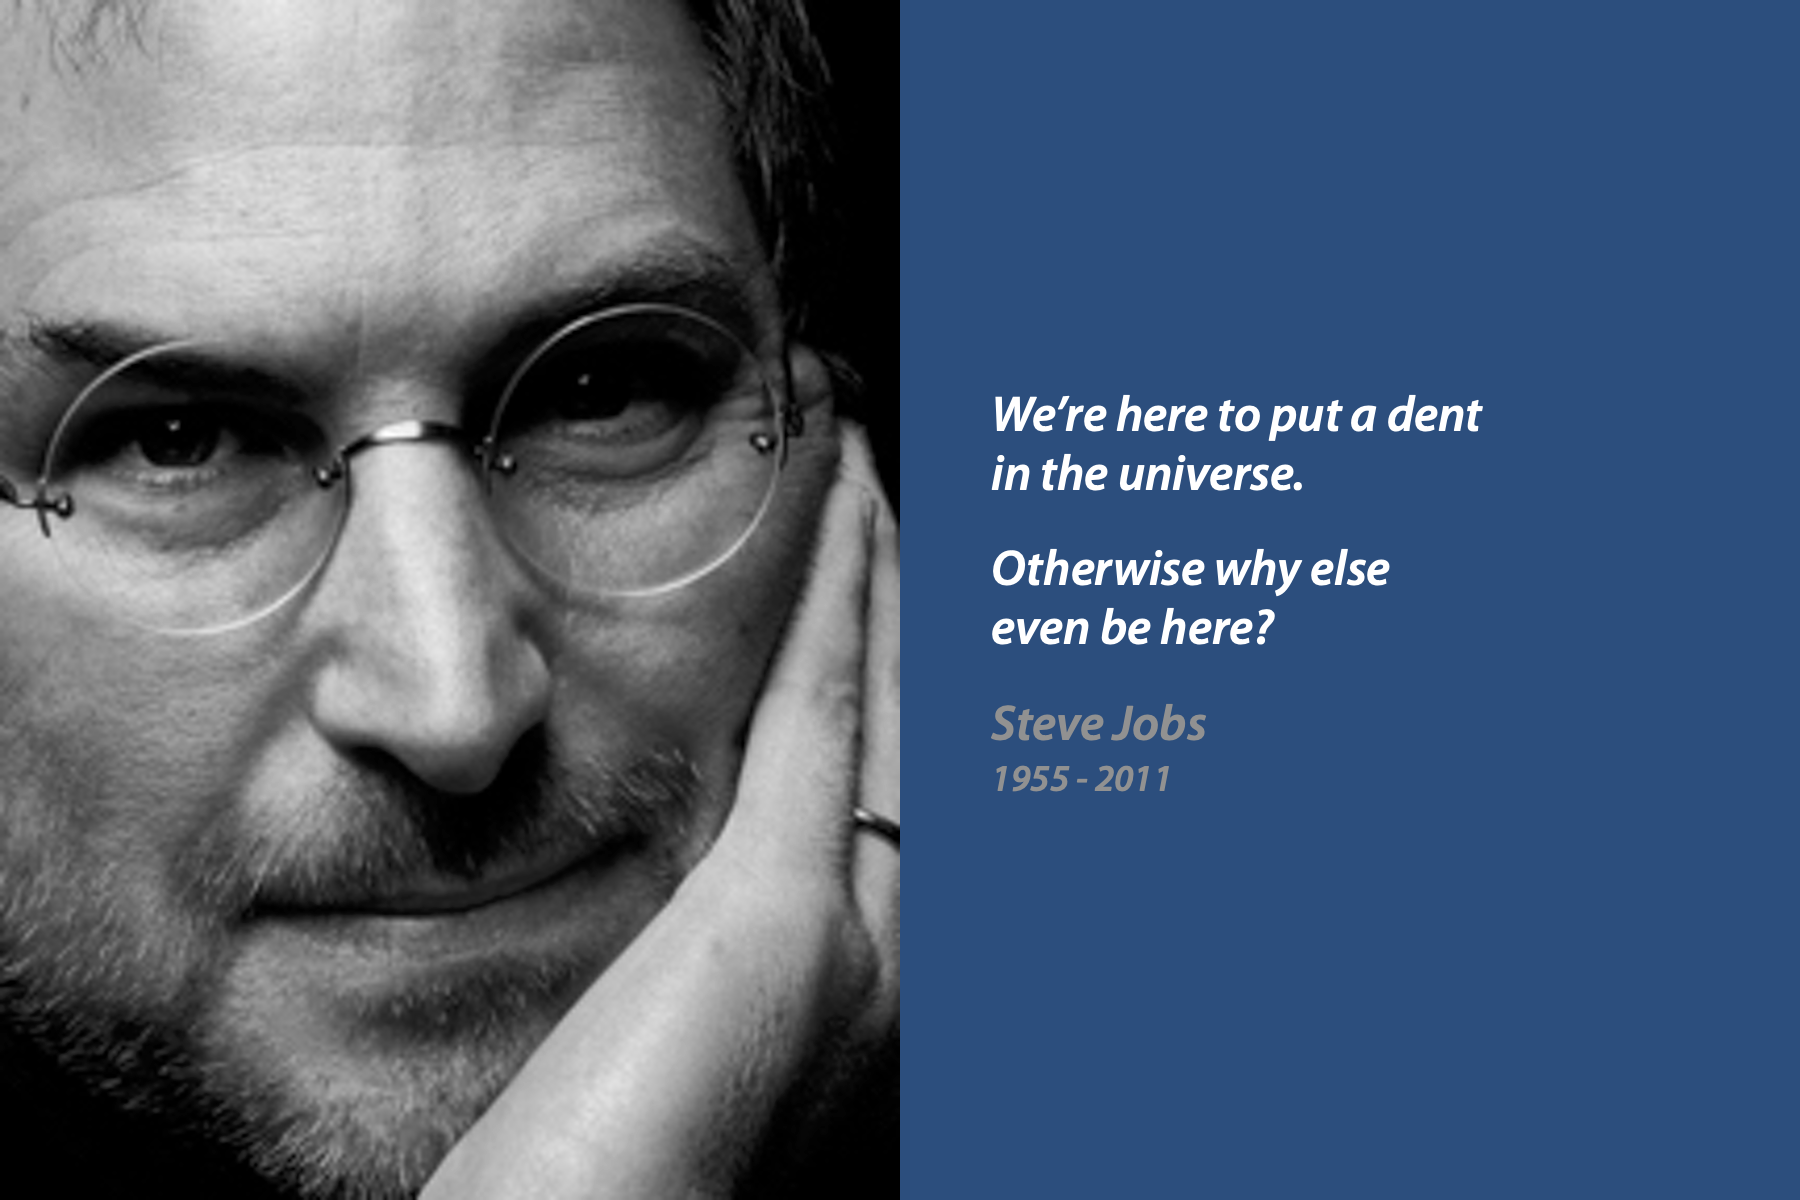 We’re here to put a dent
in the universe.
Otherwise why else
even be here?
Steve Jobs
1955 - 2011